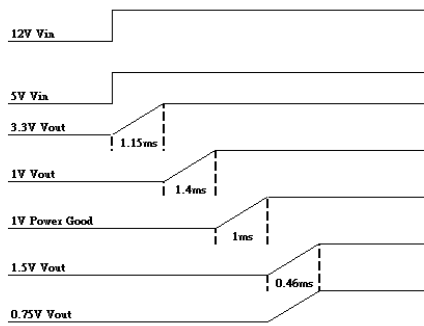 12V Vin
5V Vin
3.3V Vout
1.15ms
1V Vout
1.4ms
1V Power Good
1ms
1.5V Vout
0.46ms
0.75V Vout